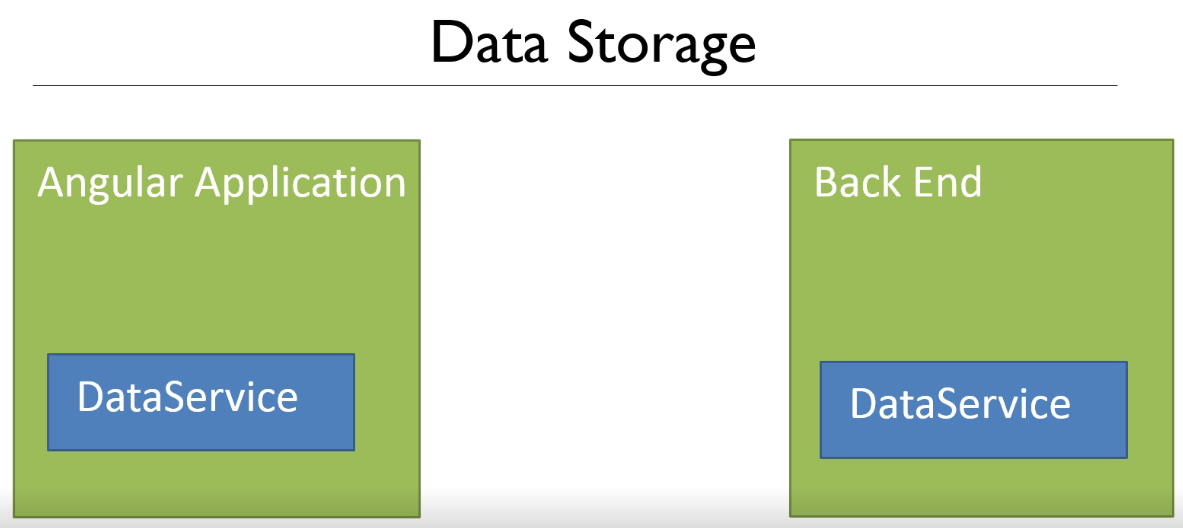 Data Storage
Angular Application
Back End
DataService
DataService